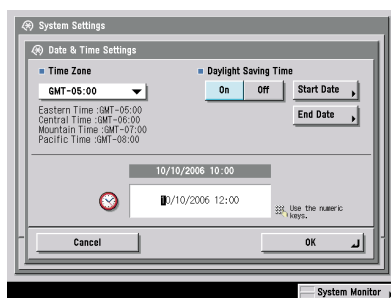 System Settings
Date & Time Settings
Time Zone
GMT-05:00
Eastern Time :GMT-05:00
Central Time :GMT-06:00
Mountain Time :GMT-07:00
Pacific Time :GMT-08:00
Daylight Saving Time
On Off Start Date
End Date
10/10/2006 10:00
10/10/2006 12:00
Use the numeric
keys.
Cancel OK
System Monitor